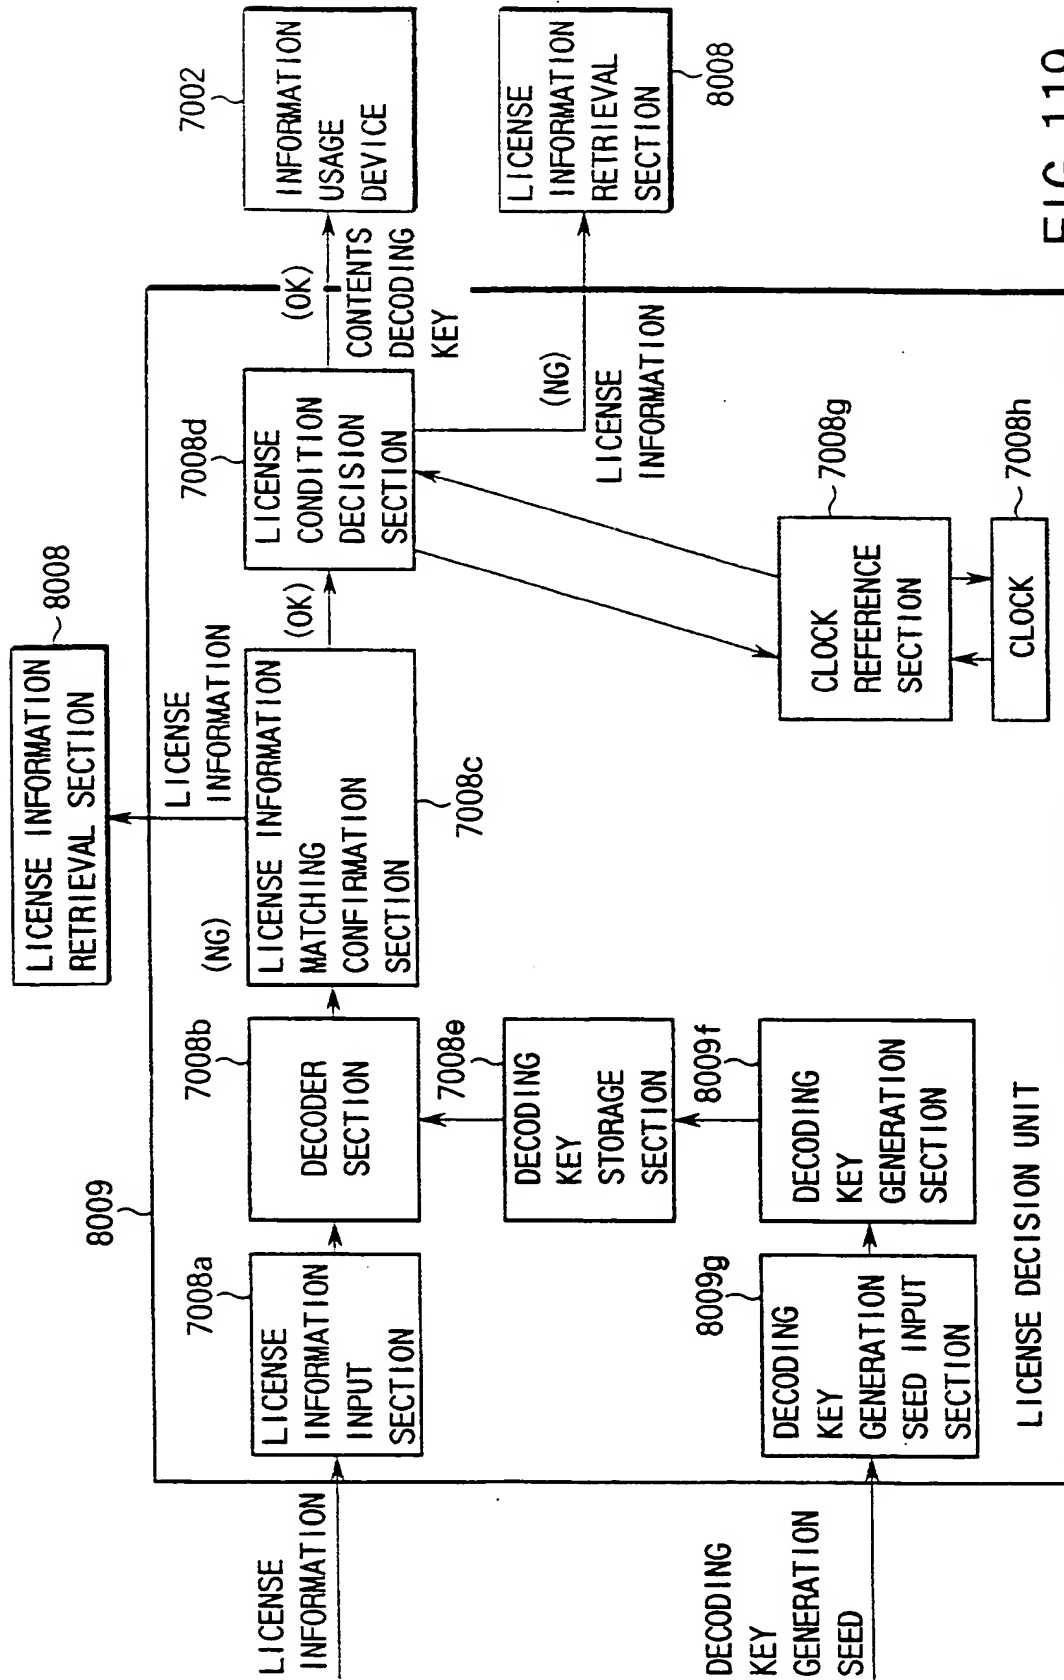 LICENSE INFORMATION
RETRIEVAL SECTION
8008
8009
LICENSE
INFORMATION
7008a
LICENSE
INFORMATION
INPUT
SECTION
7008b
DECODER
SECTION
(NG)
LICENSE
INFORMATION
LICENSE INFORMATION
MATCHING
CONFIRMATION
SECTION
7008c
(OK)
7008d
LICENSE
CONDITION
DECISION
SECTION
(OK)
CONTENTS
DECODING
KEY
7002
INFORMATION
USAGE
DEVICE
7008e
DECODING
KEY
STORAGE
SECTION
(NG)
LICENSE
INFORMATION
LICENSE
INFORMATION
RETRIEVAL
SECTION
8008
DECODING
KEY
GENERATION
SEED
8009g
DECODING
KEY
GENERATION
SEED INPUT
SECTION
8009f
DECODING
KEY
GENERATION
SECTION
CLOCK
REFERENCE
SECTION
7008g
CLOCK
7008h
LICENSE DECISION UNIT
FIG.119